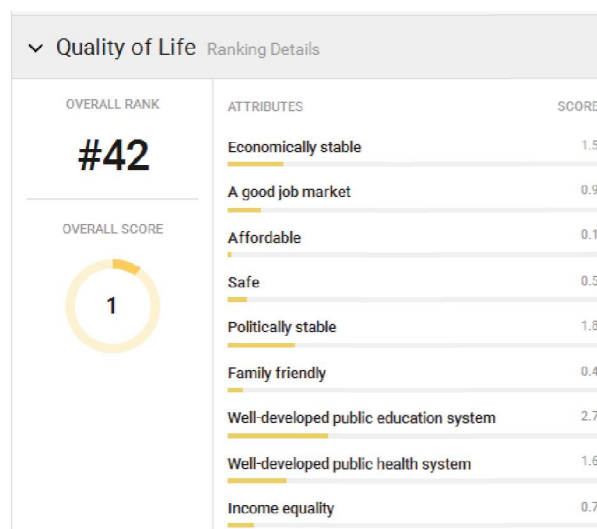 Quality of Life Ranking Details
OVERALL RANK
#42
OVERALL SCORE
1
ATTRIBUTES SCORE
Economically stable 1.5
A good job market 0.9
Affordable 0.1
Safe 0.5
Politically stable 1.8
Family friendly 0.4
Well-developed public education system 2.7
Well-developed public health system 1.6
Income equality 0.7